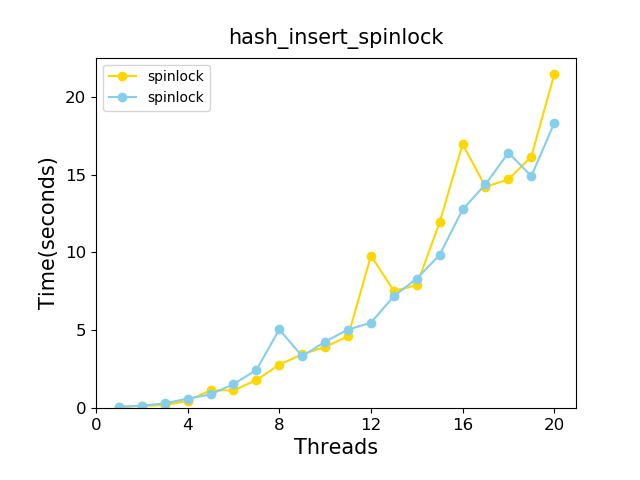 hash_insert_spinlock
spinlock
spinlock
Time(seconds)
20
15
10
5
0
0 4 8 12 16 20
Threads